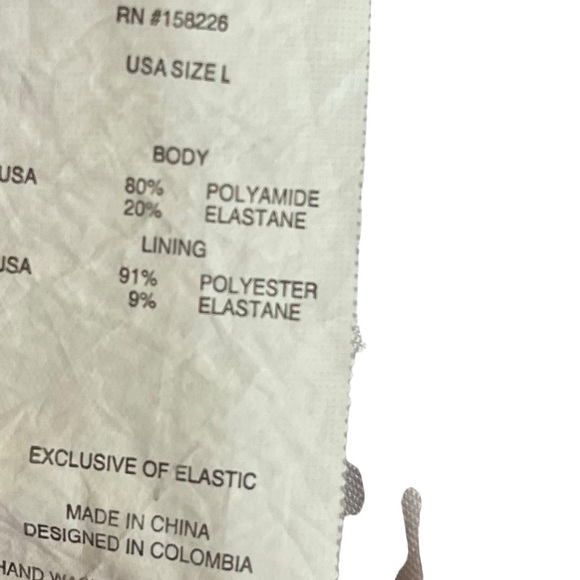 RN #158226
USA SIZE L
BODY
USA
80% POLYAMIDE
20% ELASTANE
LINING
USA
91% POLYESTER
9% ELASTANE
EXCLUSIVE OF ELASTIC
MADE IN CHINA
DESIGNED IN COLOMBIA
HAND